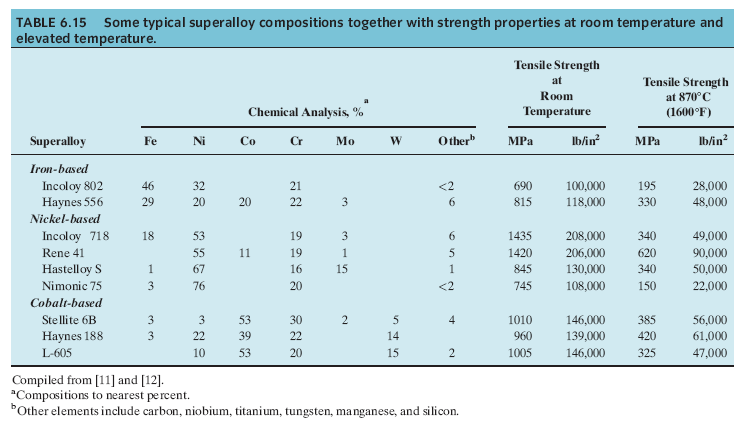 TABLE 6.15 Some typical superalloy compositions together with strength properties at room temperature and
elevated temperature.
Tensile Strength
at
Room
Temperature
Tensile Strength
at 870°C
(1600°F)
Chemical Analysis, %a
Superalloy Fe Ni Co Cr Mo W Otherb MPa lb/in2 MPa lb/in2
Iron-based
Incoloy 802 46 32 21 <2 690 100,000 195 28,000
Haynes 556 29 20 20 22 3 6 815 118,000 330 48,000
Nickel-based
Incoloy 718 18 53 19 3 6 1435 208,000 340 49,000
Rene 41 55 11 19 1 5 1420 206,000 620 90,000
Hastelloy S 1 67 16 15 1 845 130,000 340 50,000
Nimonic 75 3 76 20 <2 745 108,000 150 22,000
Cobalt-based
Stellite 6B 3 3 53 30 2 5 4 1010 146,000 385 56,000
Haynes 188 3 22 39 22 14 960 139,000 420 61,000
L-605 10 53 20 15 2 1005 146,000 325 47,000
Compiled from [11] and [12].
aCompositions to nearest percent.
bOther elements include carbon, niobium, titanium, tungsten, manganese, and silicon.